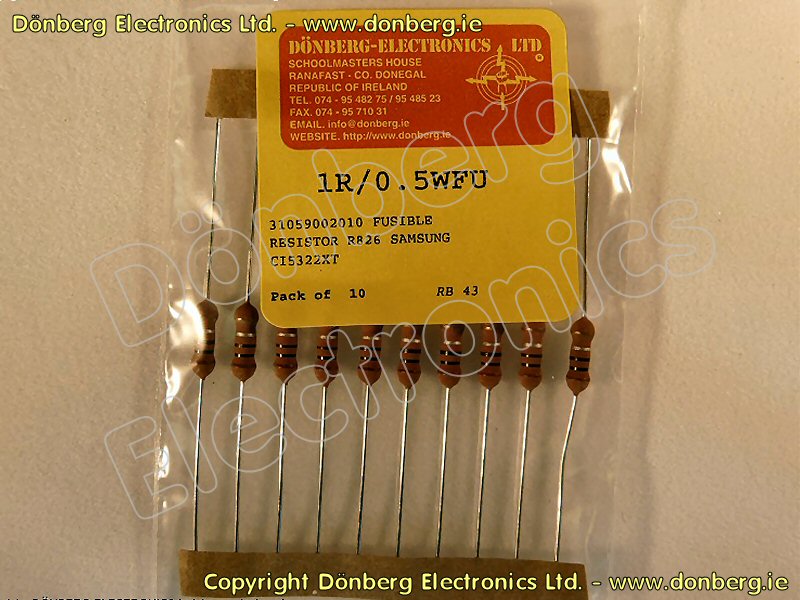 Dönberg Electronics Ltd. - www.donberg.ie
DÖNBERG-ELECTRONICS LTD
SCHOOLMASTERS HOUSE
RANAFAST - CO. DONEGAL
REPUBLIC OF IRELAND
TEL. 074 - 95 482 75 / 95 485 23
FAX. 074 - 95 710 31
EMAIL. info@donberg.ie
WEBSITE. http://www.donberg.ie
®
1R/0.5WFU
31059002010 FUSIBLE
RESISTOR R826 SAMSUNG
CI5322XT
Pack of 10 RB 43
Dönberg
Electronics
Copyright Dönberg Electronics Ltd. - www.donberg.ie